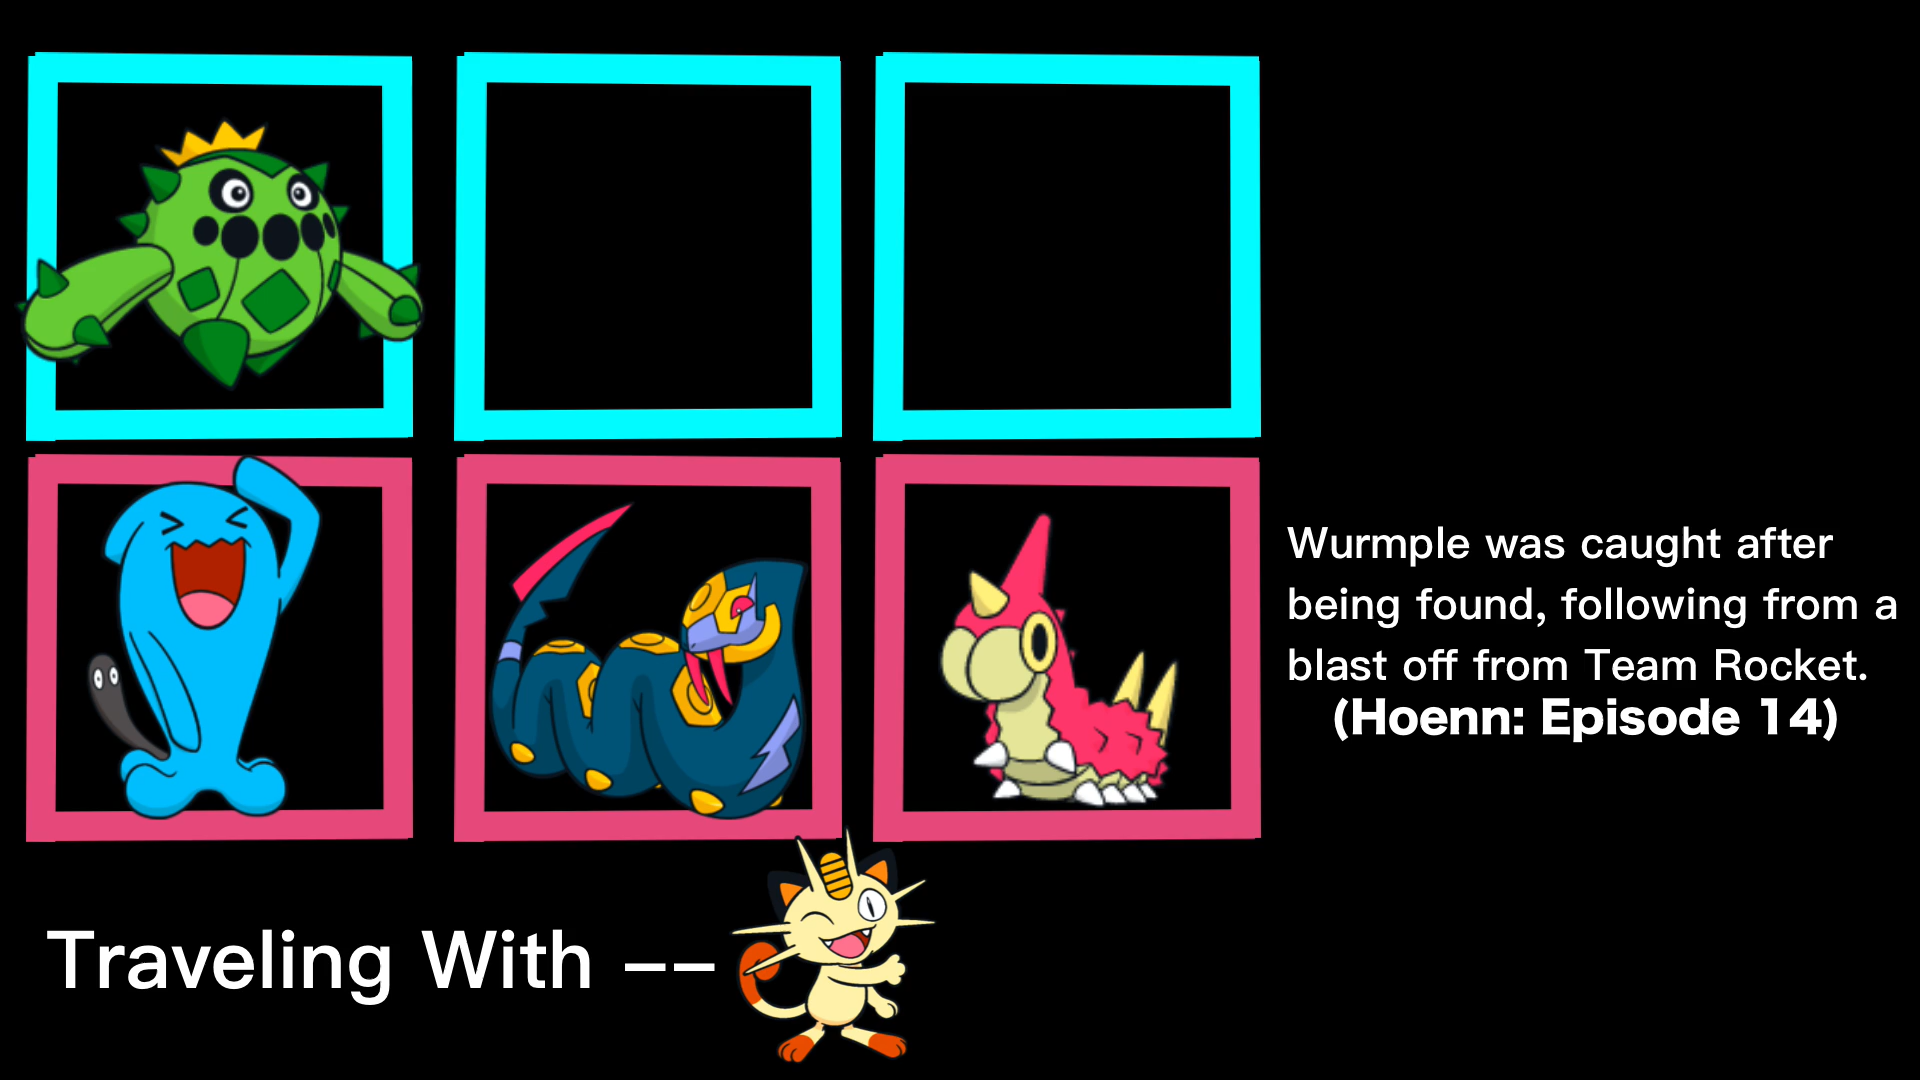 Wurmple was caught after
being found, following from a
blast off from Team Rocket.
(Hoenn: Episode 14)
Traveling With --